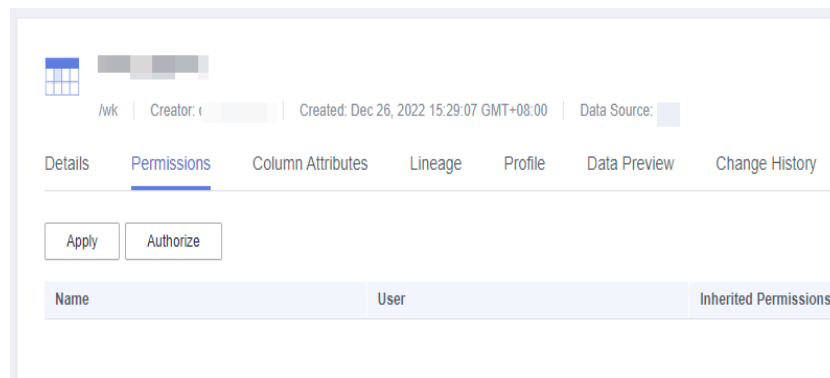 /wk Creator: Created: Dec 26, 2022 15:29:07 GMT+08:00 Data Source:
Details Permissions Column Attributes Lineage Profile Data Preview Change History
Apply Authorize
Name User Inherited Permissions